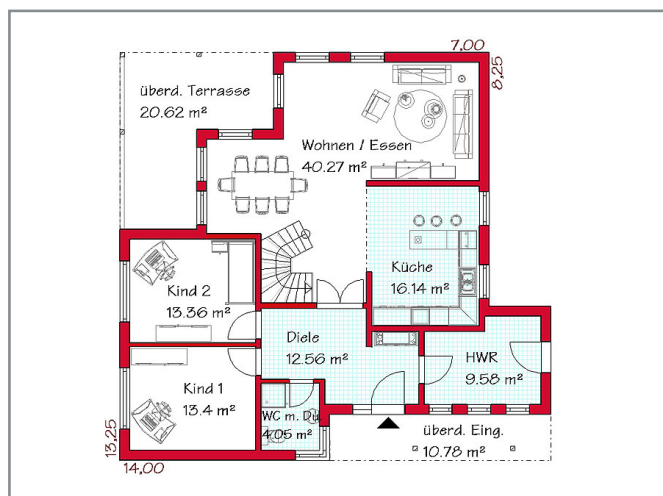 7,00
8,25
überd. Terrasse
20.62 m²
Wohnen / Essen
40.27 m²
Küche
16.14 m²
Kind 2
13.36 m²
Diele
12.56 m²
HWR
9.58 m²
Kind 1
13.4 m²
WC m. Du
4.05 m²
überd. Eing.
10.78 m²
13,25
14,00